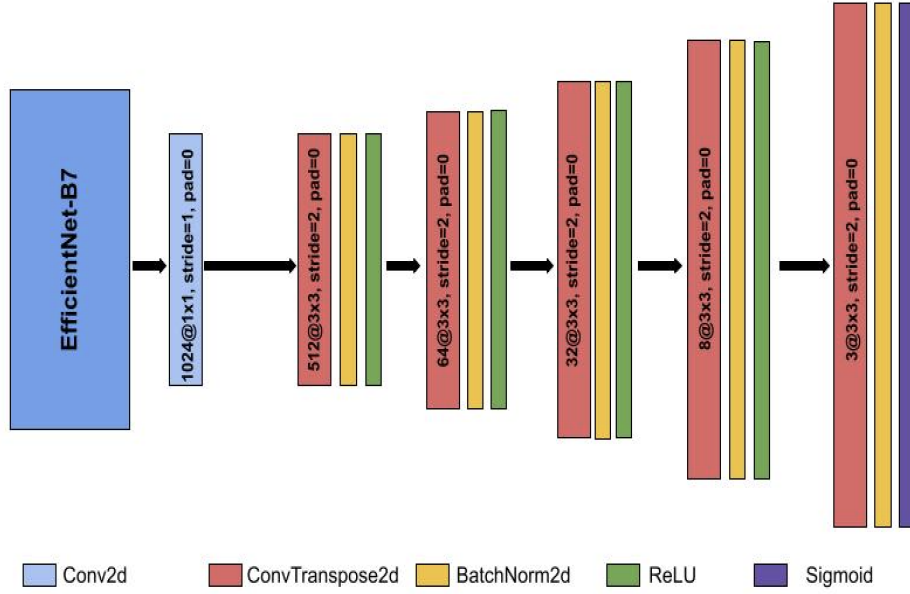 EfficientNet-B7
1024@1x1, stride=1, pad=0
512@3x3, stride=2, pad=0
64@3x3, stride=2, pad=0
32@3x3, stride=2, pad=0
8@3x3, stride=2, pad=0
3@3x3, stride=2, pad=0
Conv2d
ConvTranspose2d
BatchNorm2d
ReLU
Sigmoid